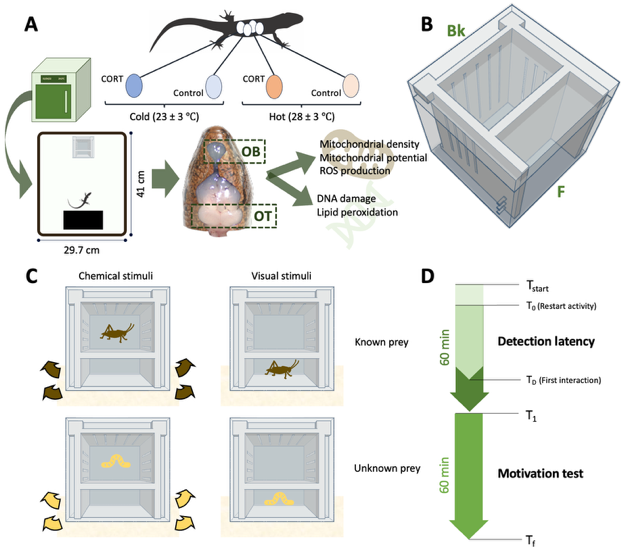 A
CORT
Control
CORT
Control
Cold (23 ± 3 °C)
Hot (28 ± 3 °C)
41 cm
29.7 cm
OB
OT
Mitochondrial density
Mitochondrial potential
ROS production
DNA damage
Lipid peroxidation
B
Bk
F
C
Chemical stimuli
Visual stimuli
Known prey
Unknown prey
D
Tstart
T0 (Restart activity)
60 min
Detection latency
TD (First interaction)
T1
60 min
Motivation test
Tf